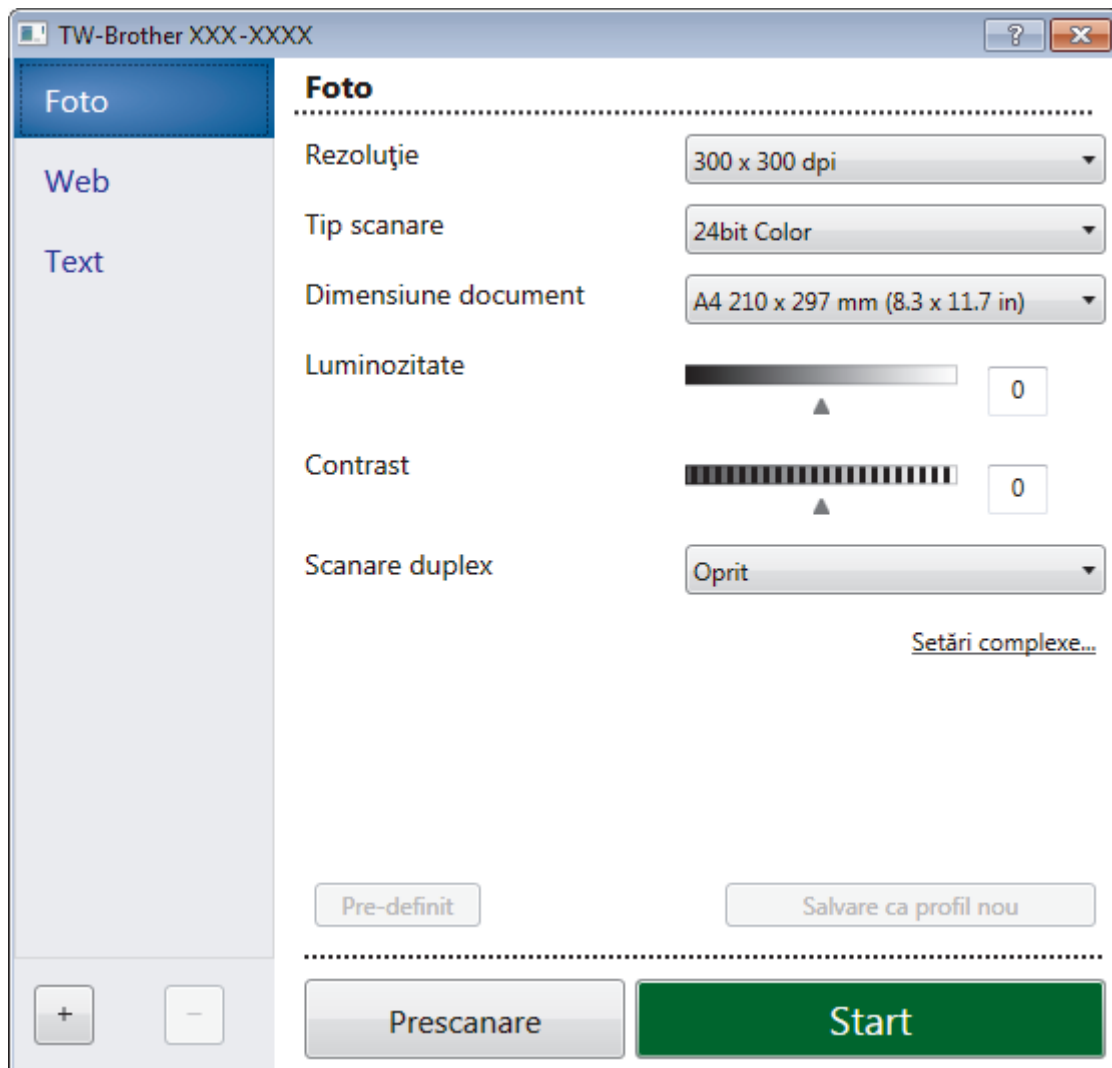 TW-Brother XXX-XXXX
Foto
Web
Text
Foto
Rezoluţie
300 x 300 dpi
Tip scanare
24bit Color
Dimensiune document
A4 210 x 297 mm (8.3 x 11.7 in)
Luminozitate
0
Contrast
0
Scanare duplex
Oprit
Setări complexe...
Pre-definit
Salvare ca profil nou
+
−
Prescanare
Start